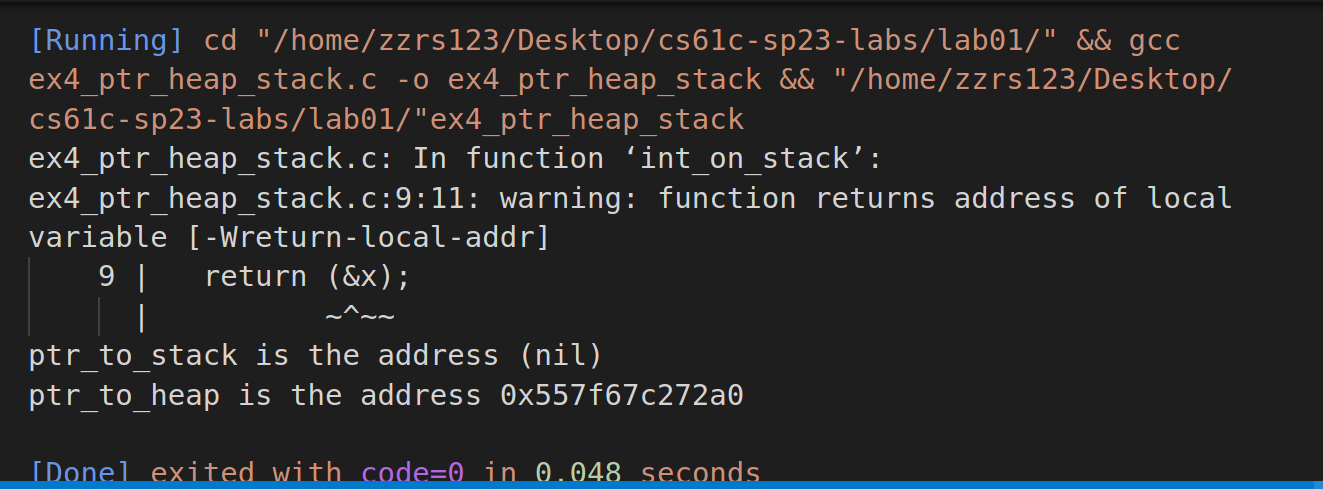 [Running] cd "/home/zzrs123/Desktop/cs61c-sp23-labs/lab01/" && gcc
ex4_ptr_heap_stack.c -o ex4_ptr_heap_stack && "/home/zzrs123/Desktop/
cs61c-sp23-labs/lab01/"ex4_ptr_heap_stack
ex4_ptr_heap_stack.c: In function ‘int_on_stack’:
ex4_ptr_heap_stack.c:9:11: warning: function returns address of local
variable [-Wreturn-local-addr]
    9 |   return (&x);
      |          ~^~~
ptr_to_stack is the address (nil)
ptr_to_heap is the address 0x557f67c272a0
[Done] exited with code=0 in 0.048 seconds